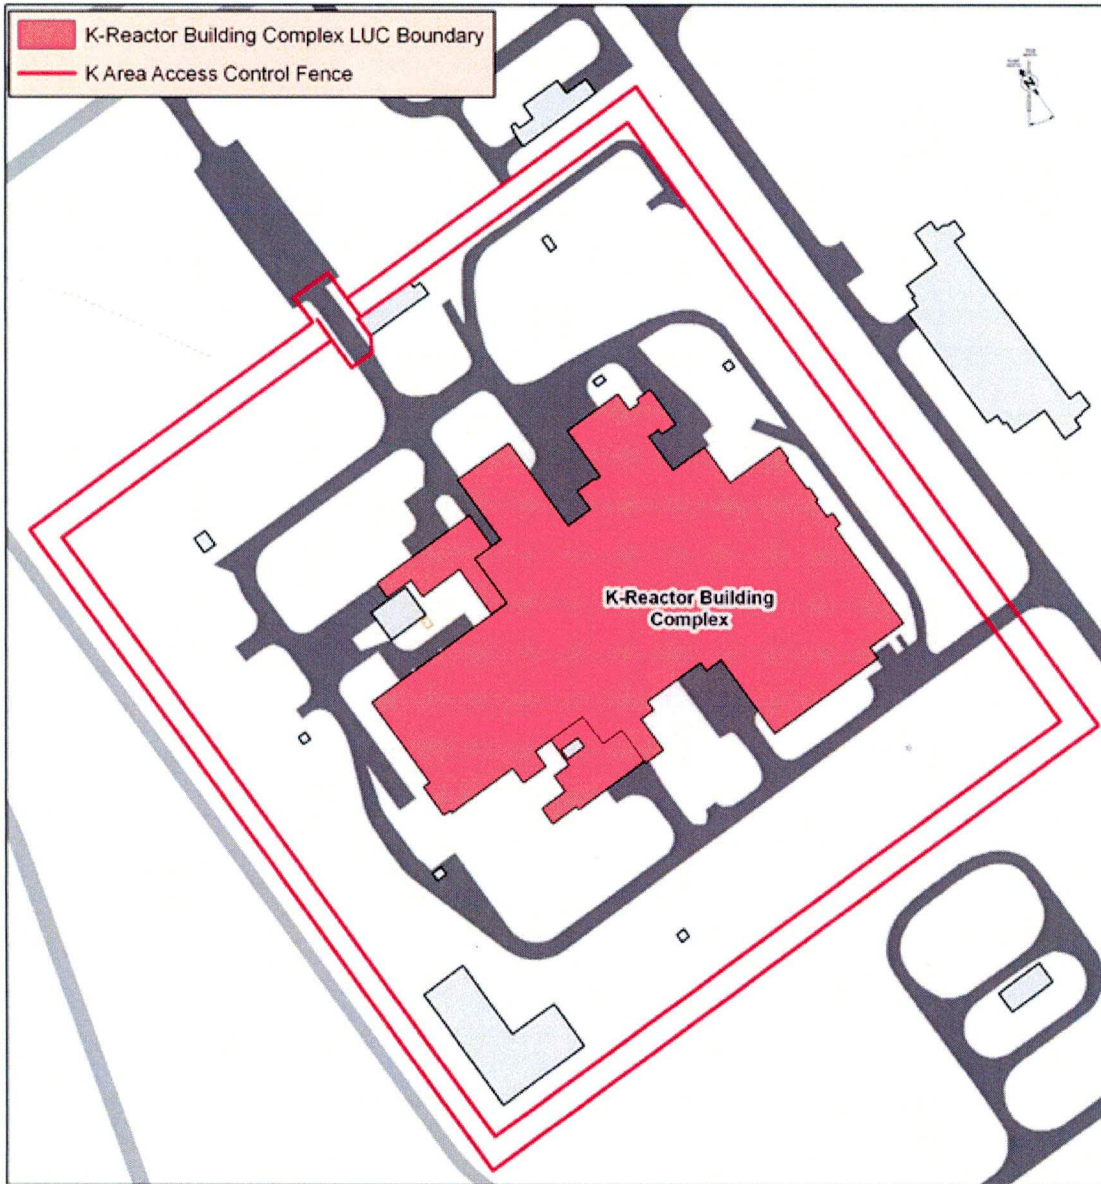 K-Reactor Building Complex LUC Boundary
K Area Access Control Fence
K-Reactor Building
Complex